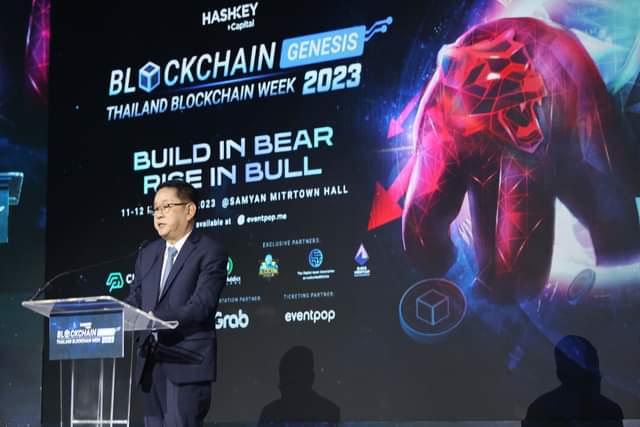 HASHKEY
Capital
BLOCKCHAIN GENESIS
THAILAND BLOCKCHAIN WEEK 2023
BUILD IN BEAR
RISE IN BULL
11-12 2023 @SAMYAN MITRTOWN HALL
available at eventpop.me
EXCLUSIVE PARTNERS:
PARTNER:
TICKETING PARTNER:
Grab
eventpop
BLOCKCHAIN
THAILAND BLOCKCHAIN WEEK